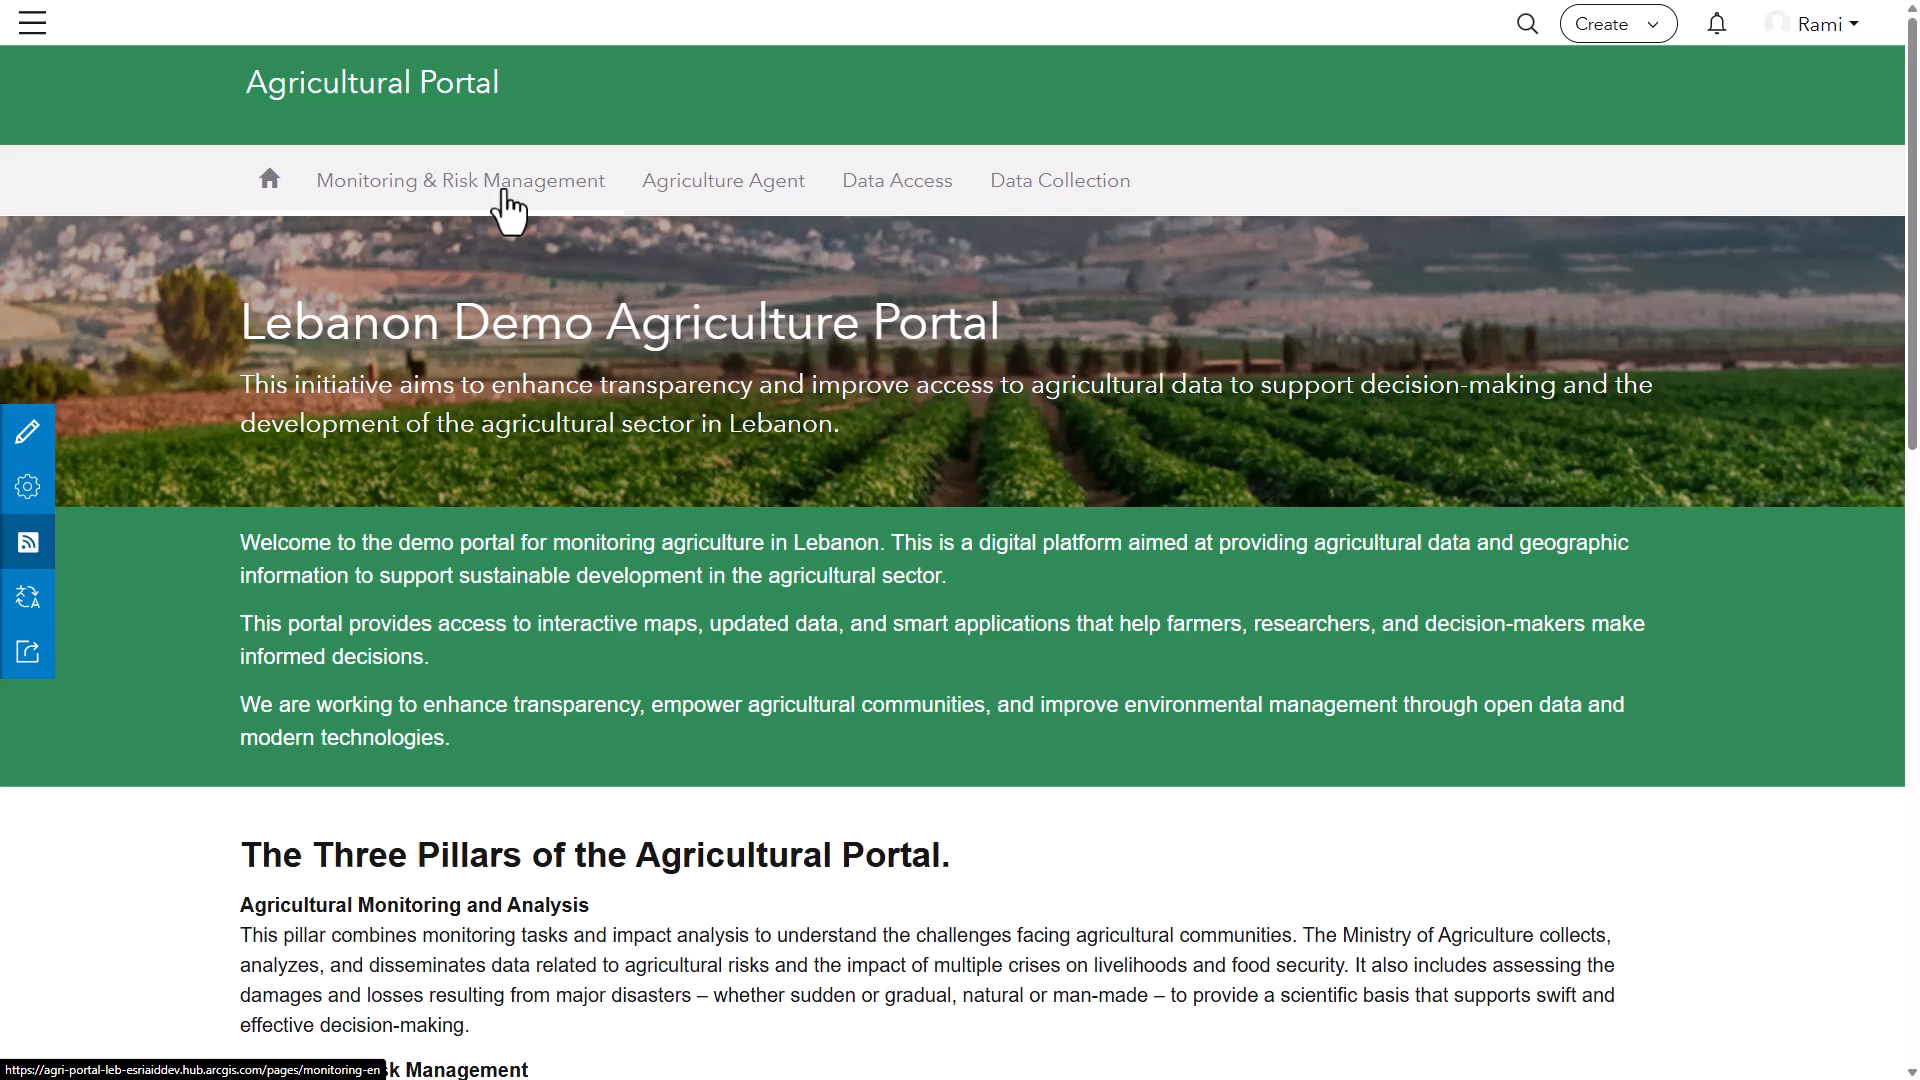 Create
Rami
Agricultural Portal
Monitoring & Risk Management
Agriculture Agent
Data Access
Data Collection
Lebanon Demo Agriculture Portal
This initiative aims to enhance transparency and improve access to agricultural data to support decision-making and the
development of the agricultural sector in Lebanon.
Welcome to the demo portal for monitoring agriculture in Lebanon. This is a digital platform aimed at providing agricultural data and geographic
information to support sustainable development in the agricultural sector.
This portal provides access to interactive maps, updated data, and smart applications that help farmers, researchers, and decision-makers make
informed decisions.
We are working to enhance transparency, empower agricultural communities, and improve environmental management through open data and
modern technologies.
The Three Pillars of the Agricultural Portal.
Agricultural Monitoring and Analysis
This pillar combines monitoring tasks and impact analysis to understand the challenges facing agricultural communities. The Ministry of Agriculture collects,
analyzes, and disseminates data related to agricultural risks and the impact of multiple crises on livelihoods and food security. It also includes assessing the
damages and losses resulting from major disasters – whether sudden or gradual, natural or man-made – to provide a scientific basis that supports swift and
effective decision-making.
https://agri-portal-leb-esriaiddev.hub.arcgis.com/pages/monitoring-en
Management